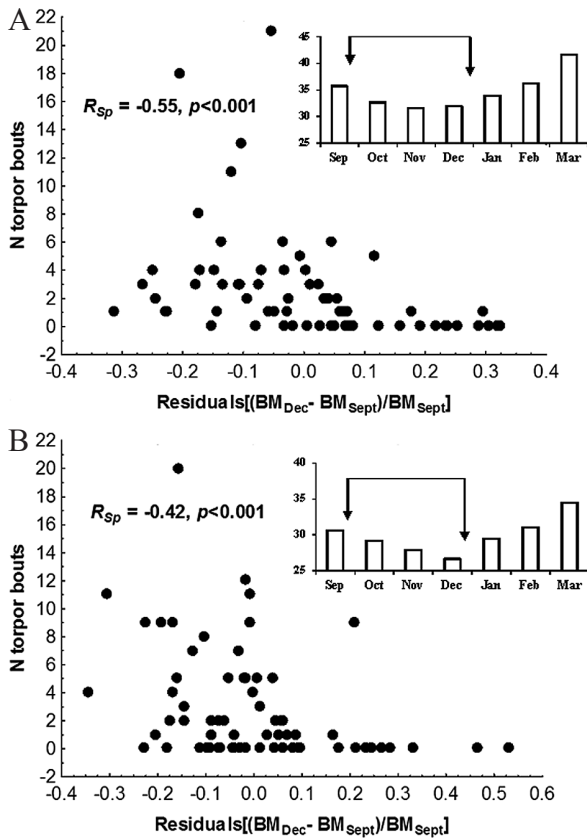 A
22
20
18
16
14
12
10
8
6
4
2
0
-2
N torpor bouts
R_Sp = -0.55, p<0.001
45
40
35
30
25
Sep Oct Nov Dec Jan Feb Mar
-0.4 -0.3 -0.2 -0.1 0.0 0.1 0.2 0.3 0.4
Residuals[(BM_Dec- BM_Sept)/BM_Sept]
B
22
20
18
16
14
12
10
8
6
4
2
0
-2
N torpor bouts
R_Sp = -0.42, p<0.001
40
35
30
25
Sep Oct Nov Dec Jan Feb Mar
-0.4 -0.3 -0.2 -0.1 0.0 0.1 0.2 0.3 0.4 0.5 0.6
Residuals[(BM_Dec- BM_Sept)/BM_Sept]